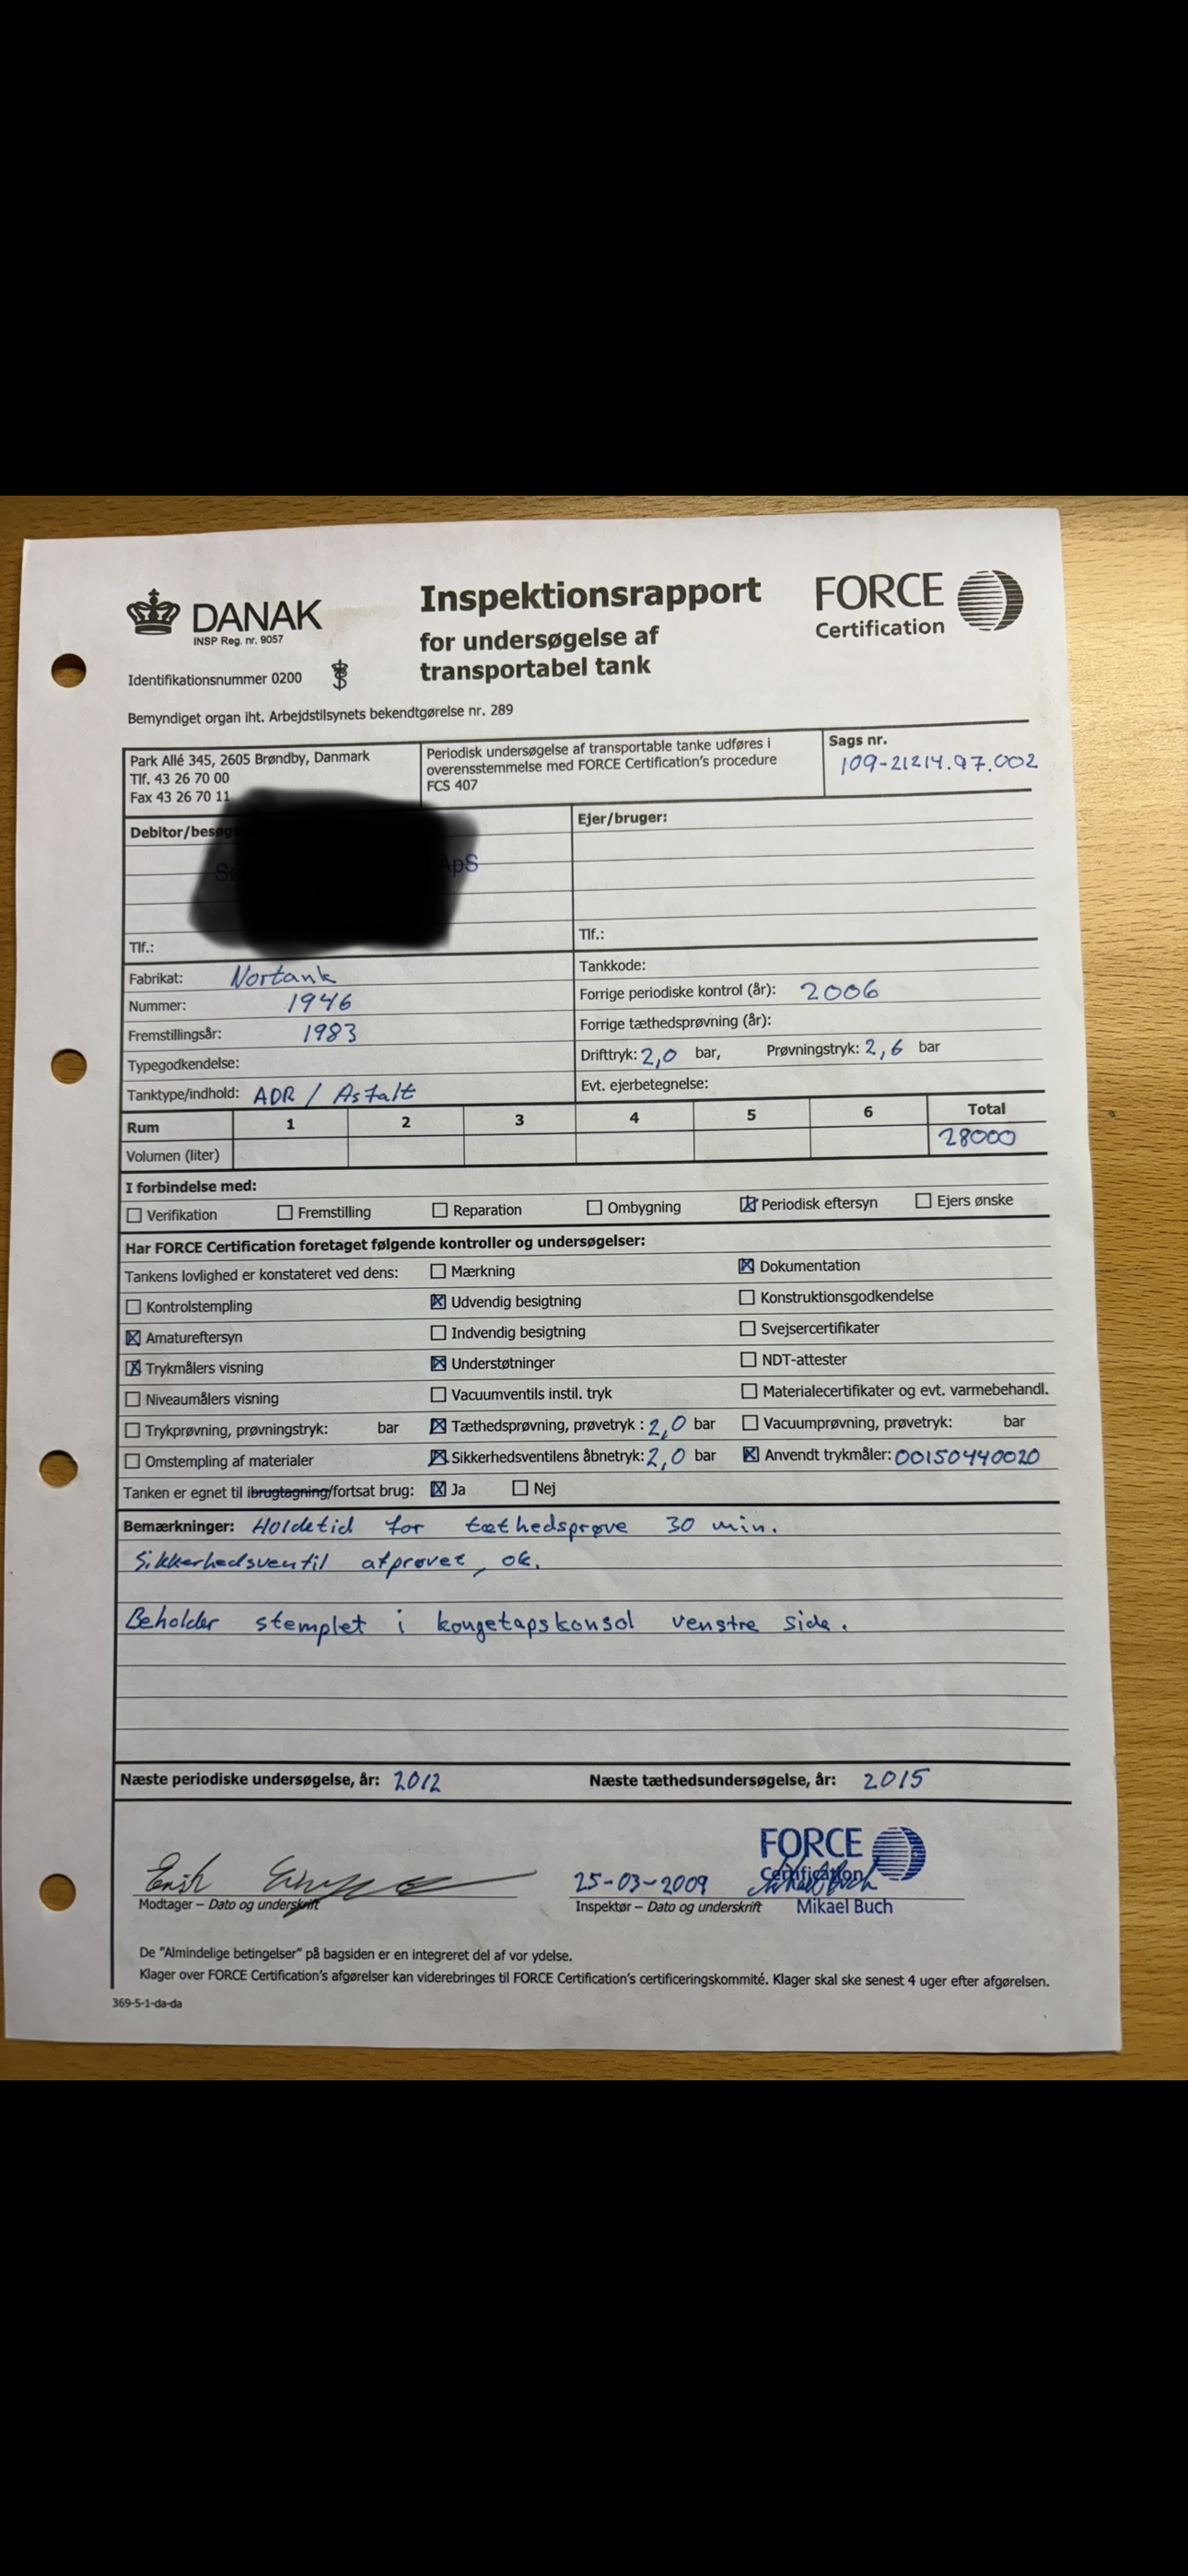 DANAK
INSP Reg. nr. 9057
Identifikationsnummer 0200
Inspektionsrapport
for undersøgelse af
transportabel tank
FORCE
Certification
Bemyndiget organ iht. Arbejdstilsynets bekendtgørelse nr. 289
Park Allé 345, 2605 Brøndby, Danmark
Tlf. 43 26 70 00
Fax 43 26 70 11
Periodisk undersøgelse af transportable tanke udføres i
overensstemmelse med FORCE Certification's procedure
FCS 407
Sags nr.
109-21214.97.002
Debitor/besøg
ApS
Tlf.:
Ejer/bruger:
Tlf.:
Fabrikat: Nortank
Nummer: 1946
Fremstillingsår: 1983
Typegodkendelse:
Tanktype/indhold: ADR / Asfalt
Tankkode:
Forrige periodiske kontrol (år): 2006
Forrige tæthedsprøvning (år):
Drifttryk: 2,0 bar, Prøvningstryk: 2,6 bar
Evt. ejerbetegnelse:
Rum 1 2 3 4 5 6 Total
Volumen (liter) 28000
I forbindelse med:
Verifikation Fremstilling Reparation Ombygning Periodisk eftersyn Ejers ønske
Har FORCE Certification foretaget følgende kontroller og undersøgelser:
Tankens lovlighed er konstateret ved dens: Mærkning Dokumentation
Kontrolstempling Udvendig besigtning Konstruktionsgodkendelse
Amatureftersyn Indvendig besigtning Svejsercertifikater
Trykmålers visning Understøtninger NDT-attester
Niveaumålers visning Vacuumventils instil. tryk Materialecertifikater og evt. varmebehandl.
Trykprøvning, prøvningstryk: bar Tæthedsprøvning, prøvetryk : 2,0 bar Vacuumprøvning, prøvetryk: bar
Omstempling af materialer Sikkerhedsventilens åbnetryk: 2,0 bar Anvendt trykmåler: 00150440020
Tanken er egnet til ibrugtagning/fortsat brug: Ja Nej
Bemærkninger: Holdetid for tæthedsprøve 30 min.
Sikkerhedsventil afprøvet, ok.
Beholder stemplet i kongetapskonsol venstre side.
Næste periodiske undersøgelse, år: 2012 Næste tæthedsundersøgelse, år: 2015
FORCE
Certification
25-03-2009
Modtager – Dato og underskrift
Inspektør – Dato og underskrift Mikael Buch
De "Almindelige betingelser" på bagsiden er en integreret del af vor ydelse.
Klager over FORCE Certification's afgørelser kan viderebringes til FORCE Certification's certificeringskommité. Klager skal ske senest 4 uger efter afgørelsen.
369-5-1-da-da